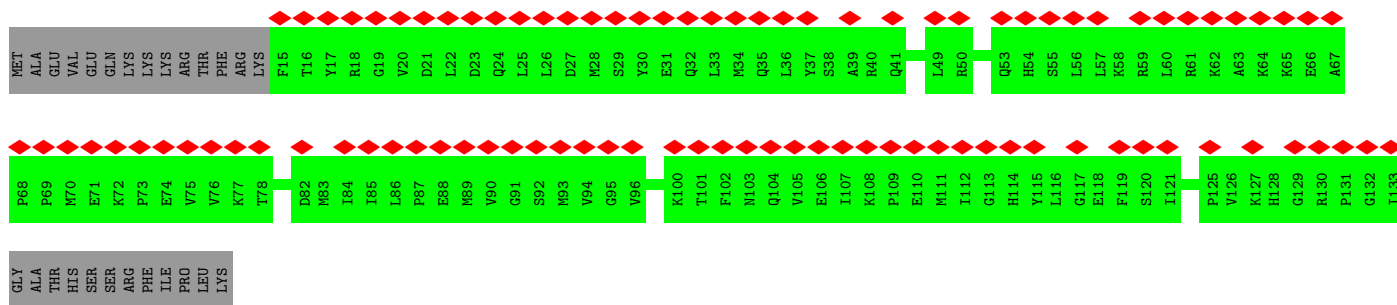 MET ALA GLU VAL GLU GLN LYS LYS LYS ARG THR PHE ARG LYS F15 T16 Y17 R18 G19 V20 D21 L22 D23 Q24 L25 L26 D27 M28 S29 Y30 E31 Q32 L33 M34 Q35 L36 Y37 S38 A39 R40 Q41 L49 R50 Q53 H54 S55 L56 L57 K58 R59 L60 R61 K62 A63 K64 K65 E66 A67
P68 P69 M70 E71 K72 P73 E74 V75 V76 K77 T78 D82 M83 I84 I85 L86 P87 E88 M89 V90 G91 S92 M93 V94 G95 V96 K100 T101 F102 N103 Q104 V105 E106 I107 K108 P109 E110 M111 I112 G113 H114 Y115 L116 G117 E118 F119 S120 I121 P125 V126 K127 H128 G129 R130 P131 G132 I133
GLY ALA THR HIS SER SER ARG PHE ILE PRO LEU LYS